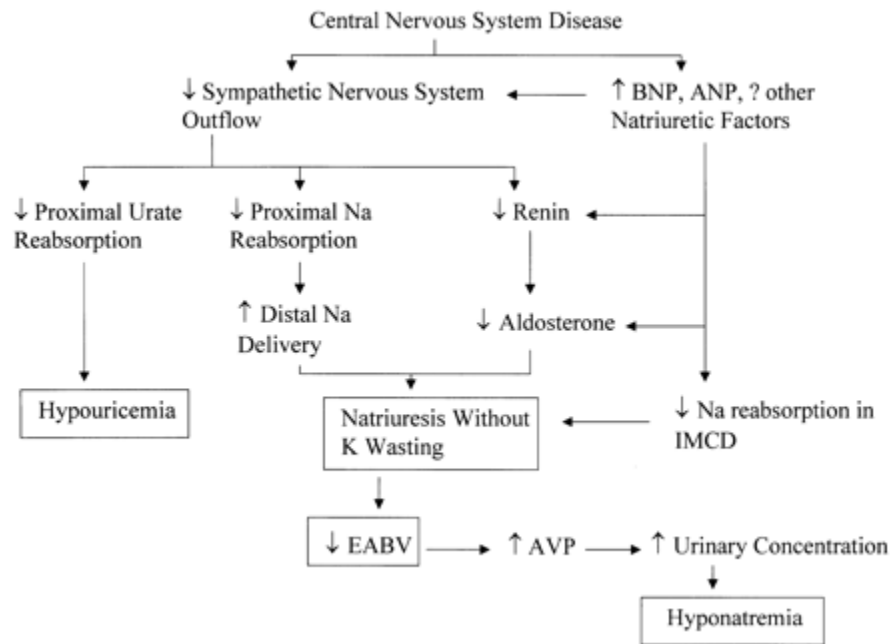 Central Nervous System Disease
↓ Sympathetic Nervous System
Outflow
↑ BNP, ANP, ? other
Natriuretic Factors
↓ Proximal Urate
Reabsorption
↓ Proximal Na
Reabsorption
↓ Renin
↑ Distal Na
Delivery
↓ Aldosterone
Hypouricemia
Natriuresis Without
K Wasting
↓ Na reabsorption in
IMCD
↓ EABV
↑ AVP
↑ Urinary Concentration
Hyponatremia